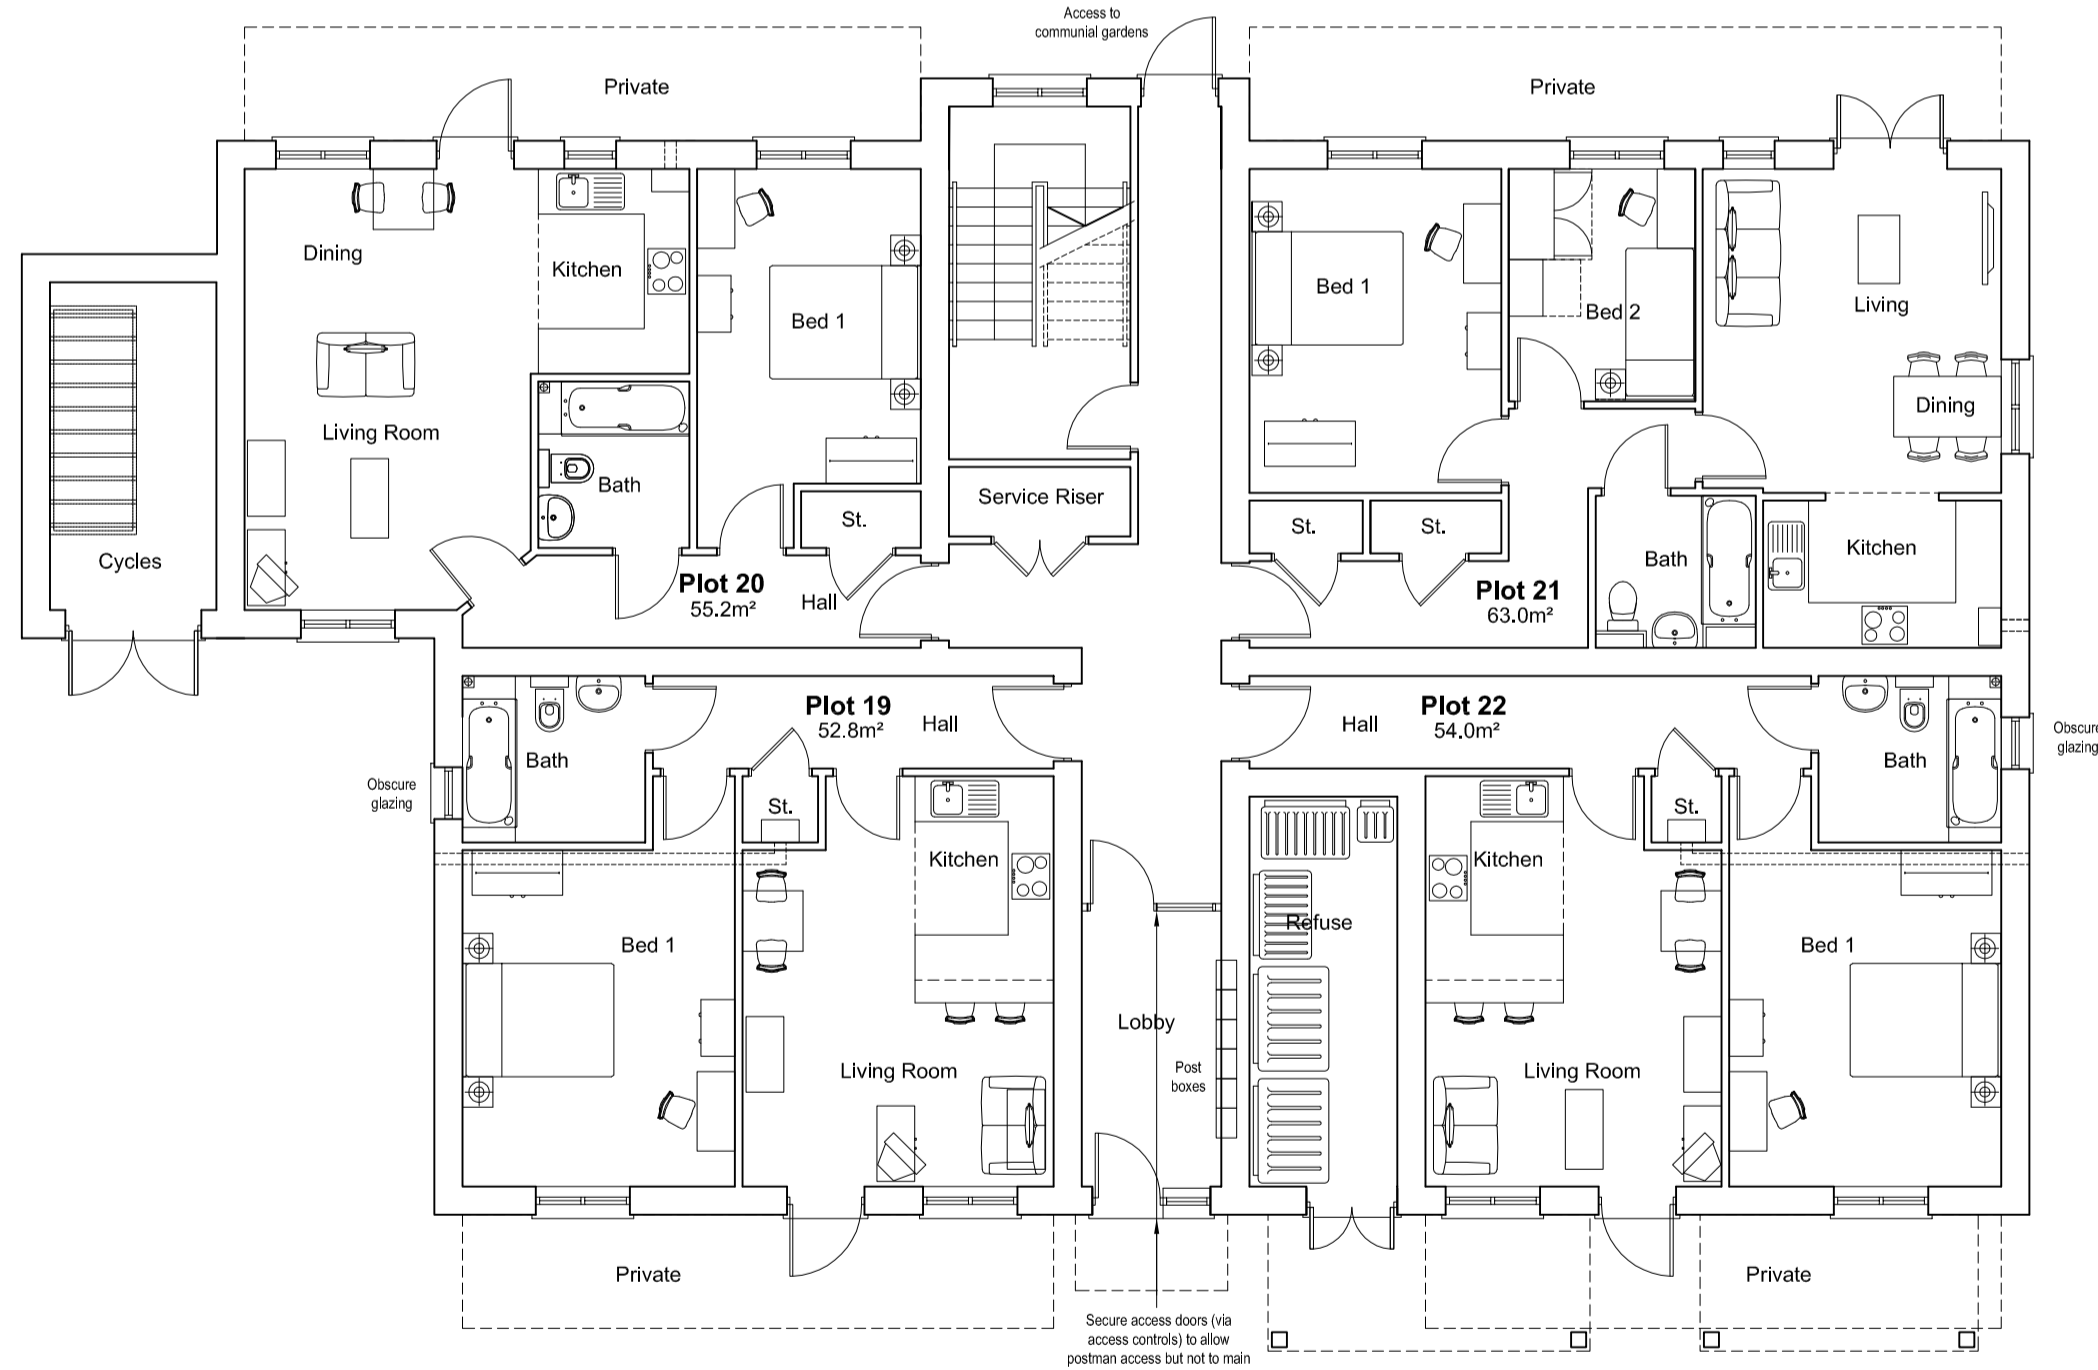 Access to
communial gardens
Private
Private
Dining
Kitchen
Bed 1
Bed 1
Bed 2
Living
Dining
Living Room
Bath
St.
Service Riser
St.
St.
Kitchen
Cycles
Bath
Plot 20
55.2m²
Hall
Plot 21
63.0m²
Plot 19
52.8m²
Hall
Hall
Plot 22
54.0m²
Obscure
glazing
Bath
Bath
Obscure
glazing
St.
St.
Kitchen
Kitchen
Refuse
Bed 1
Bed 1
Lobby
Living Room
Post
boxes
Living Room
Private
Private
Secure access doors (via
access controls) to allow
postman access but not to main